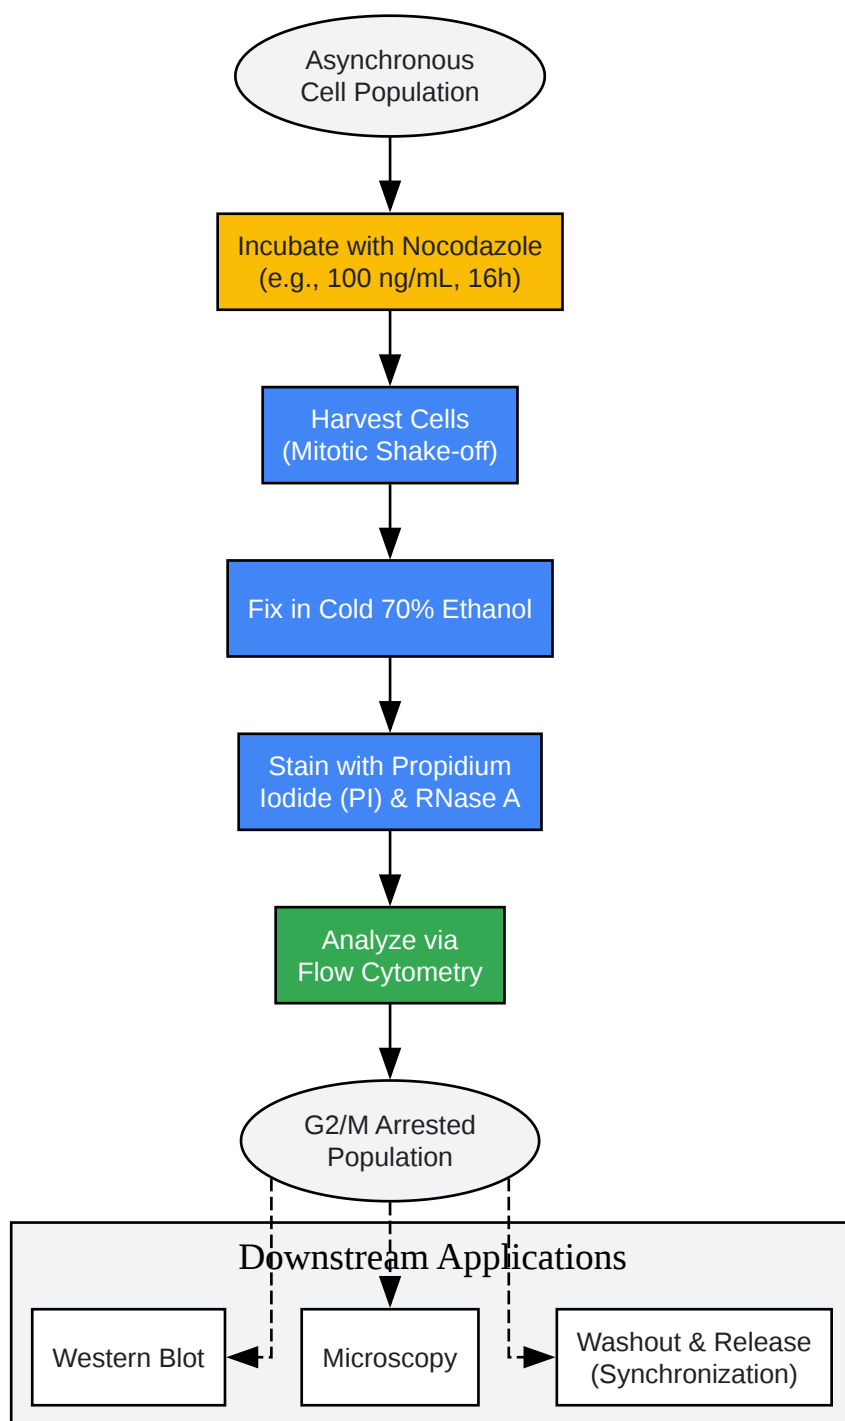 Asynchronous
Cell Population
Incubate with Nocodazole
(e.g., 100 ng/mL, 16h)
Harvest Cells
(Mitotic Shake-off)
Fix in Cold 70% Ethanol
Stain with Propidium
Iodide (PI) & RNase A
Analyze via
Flow Cytometry
G2/M Arrested
Population
Downstream Applications
Western Blot
Microscopy
Washout & Release
(Synchronization)